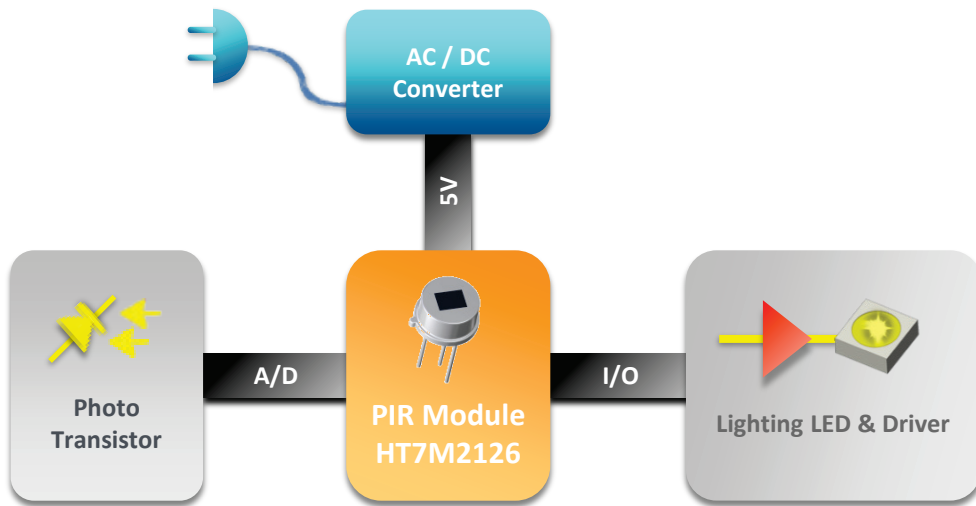 AC / DC
Converter
5V
A/D
I/O
Photo
Transistor
PIR Module
HT7M2126
Lighting LED & Driver